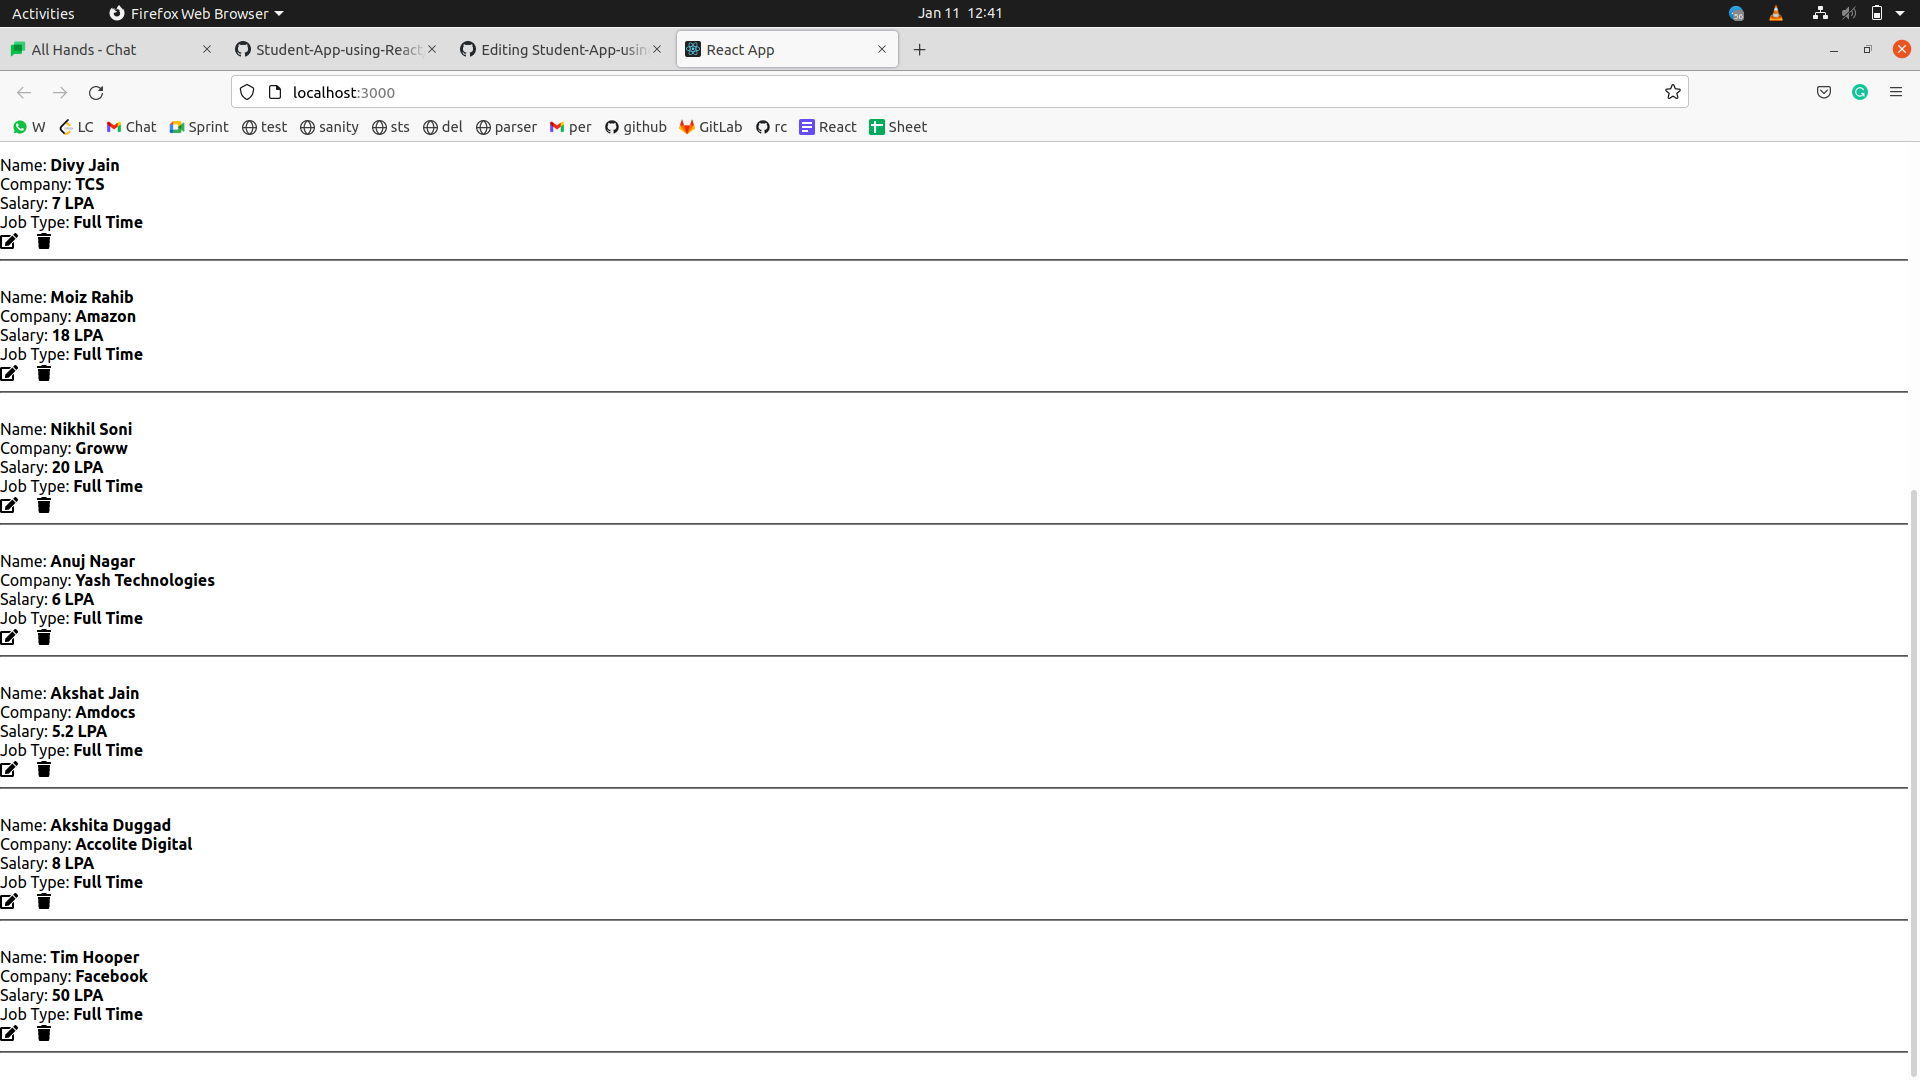 Activities Firefox Web Browser Jan 11 12:41
All Hands - Chat Student-App-using-React Editing Student-App-usin React App
localhost:3000
W LC Chat Sprint test sanity sts del parser per github GitLab rc React Sheet
Name: Divy Jain
Company: TCS
Salary: 7 LPA
Job Type: Full Time
Name: Moiz Rahib
Company: Amazon
Salary: 18 LPA
Job Type: Full Time
Name: Nikhil Soni
Company: Groww
Salary: 20 LPA
Job Type: Full Time
Name: Anuj Nagar
Company: Yash Technologies
Salary: 6 LPA
Job Type: Full Time
Name: Akshat Jain
Company: Amdocs
Salary: 5.2 LPA
Job Type: Full Time
Name: Akshita Duggad
Company: Accolite Digital
Salary: 8 LPA
Job Type: Full Time
Name: Tim Hooper
Company: Facebook
Salary: 50 LPA
Job Type: Full Time